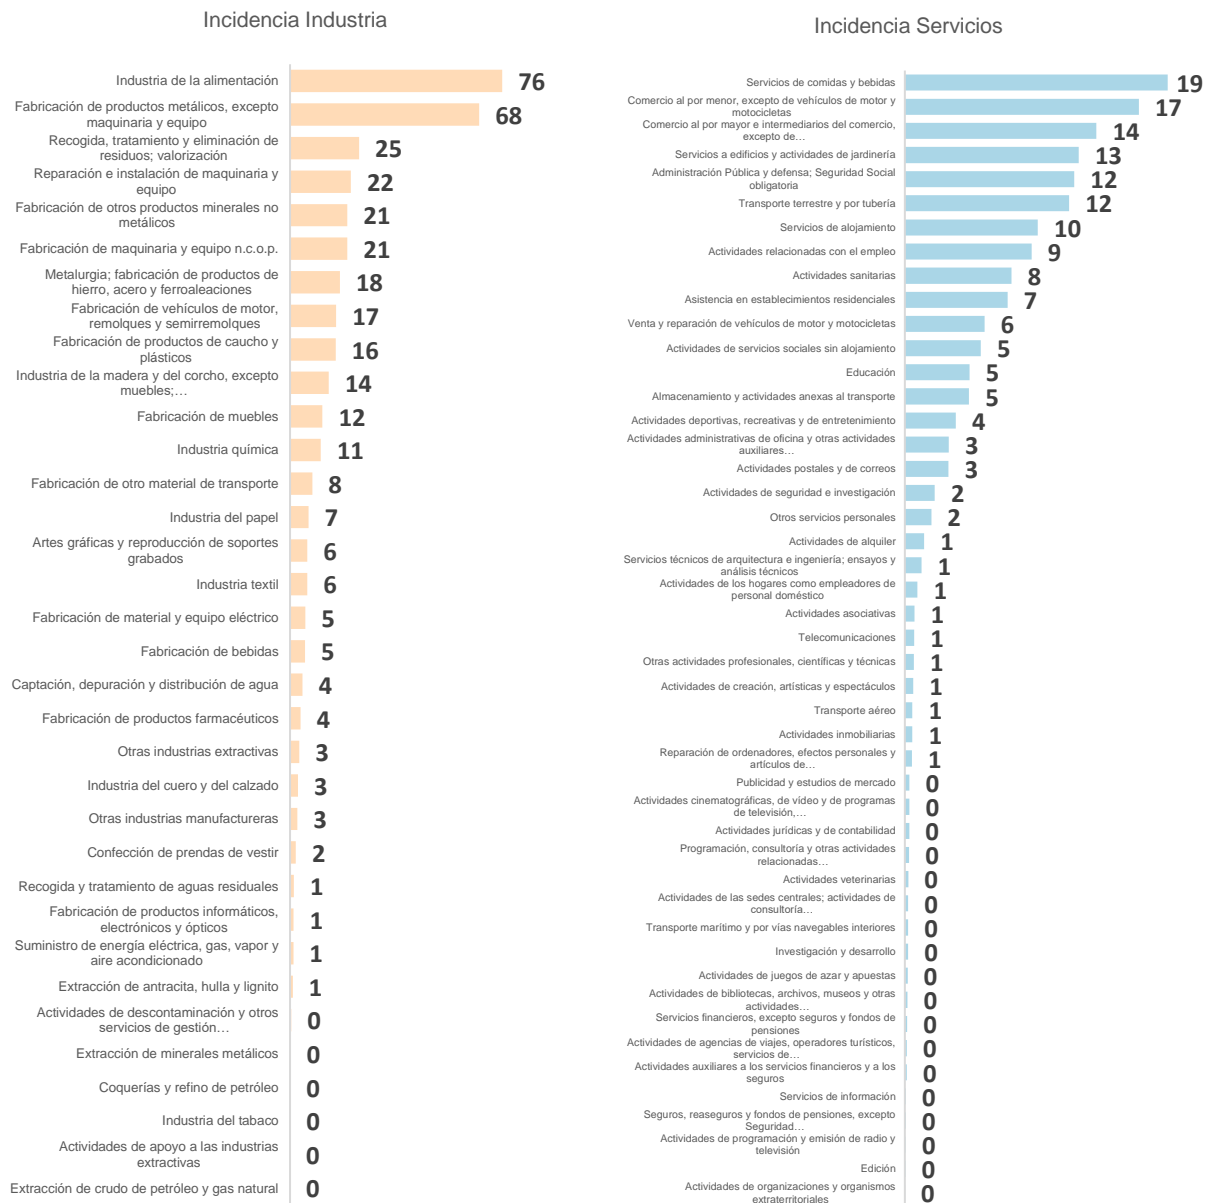 Incidencia Industria
Industria de la alimentación
76
Fabricación de productos metálicos, excepto
maquinaria y equipo
68
Recogida, tratamiento y eliminación de
residuos; valorización
25
Reparación e instalación de maquinaria y
equipo
22
Fabricación de otros productos minerales no
metálicos
21
Fabricación de maquinaria y equipo n.c.o.p.
21
Metalurgia; fabricación de productos de
hierro, acero y ferroaleaciones
18
Fabricación de vehículos de motor,
remolques y semirremolques
17
Fabricación de productos de caucho y
plásticos
16
Industria de la madera y del corcho, excepto
muebles;…
14
Fabricación de muebles
12
Industria química
11
Fabricación de otro material de transporte
8
Industria del papel
7
Artes gráficas y reproducción de soportes
grabados
6
Industria textil
6
Fabricación de material y equipo eléctrico
5
Fabricación de bebidas
5
Captación, depuración y distribución de agua
4
Fabricación de productos farmacéuticos
4
Otras industrias extractivas
3
Industria del cuero y del calzado
3
Otras industrias manufactureras
3
Confección de prendas de vestir
2
Recogida y tratamiento de aguas residuales
1
Fabricación de productos informáticos,
electrónicos y ópticos
1
Suministro de energía eléctrica, gas, vapor y
aire acondicionado
1
Extracción de antracita, hulla y lignito
1
Actividades de descontaminación y otros
servicios de gestión…
0
Extracción de minerales metálicos
0
Coquerías y refino de petróleo
0
Industria del tabaco
0
Actividades de apoyo a las industrias
extractivas
0
Extracción de crudo de petróleo y gas natural
0
Incidencia Servicios
Servicios de comidas y bebidas
19
Comercio al por menor, excepto de vehículos de motor y
motocicletas
17
Comercio al por mayor e intermediarios del comercio,
excepto de…
14
Servicios a edificios y actividades de jardinería
13
Administración Pública y defensa; Seguridad Social
obligatoria
12
Transporte terrestre y por tubería
12
Servicios de alojamiento
10
Actividades relacionadas con el empleo
9
Actividades sanitarias
8
Asistencia en establecimientos residenciales
7
Venta y reparación de vehículos de motor y motocicletas
6
Actividades de servicios sociales sin alojamiento
5
Educación
5
Almacenamiento y actividades anexas al transporte
5
Actividades deportivas, recreativas y de entretenimiento
4
Actividades administrativas de oficina y otras actividades
auxiliares…
3
Actividades postales y de correos
3
Actividades de seguridad e investigación
2
Otros servicios personales
2
Actividades de alquiler
1
Servicios técnicos de arquitectura e ingeniería; ensayos y
análisis técnicos
1
Actividades de los hogares como empleadores de
personal doméstico
1
Actividades asociativas
1
Telecomunicaciones
1
Otras actividades profesionales, científicas y técnicas
1
Actividades de creación, artísticas y espectáculos
1
Transporte aéreo
1
Actividades inmobiliarias
1
Reparación de ordenadores, efectos personales y
artículos de…
1
Publicidad y estudios de mercado
0
Actividades cinematográficas, de vídeo y de programas
de televisión,…
0
Actividades jurídicas y de contabilidad
0
Programación, consultoría y otras actividades
relacionadas…
0
Actividades veterinarias
0
Actividades de las sedes centrales; actividades de
consultoría…
0
Transporte marítimo y por vías navegables interiores
0
Investigación y desarrollo
0
Actividades de juegos de azar y apuestas
0
Actividades de bibliotecas, archivos, museos y otras
actividades…
0
Servicios financieros, excepto seguros y fondos de
pensiones
0
Actividades de agencias de viajes, operadores turísticos,
servicios de…
0
Actividades auxiliares a los servicios financieros y a los
seguros
0
Servicios de información
0
Seguros, reaseguros y fondos de pensiones, excepto
Seguridad…
0
Actividades de programación y emisión de radio y
televisión
0
Edición
0
Actividades de organizaciones y organismos
extraterritoriales
0